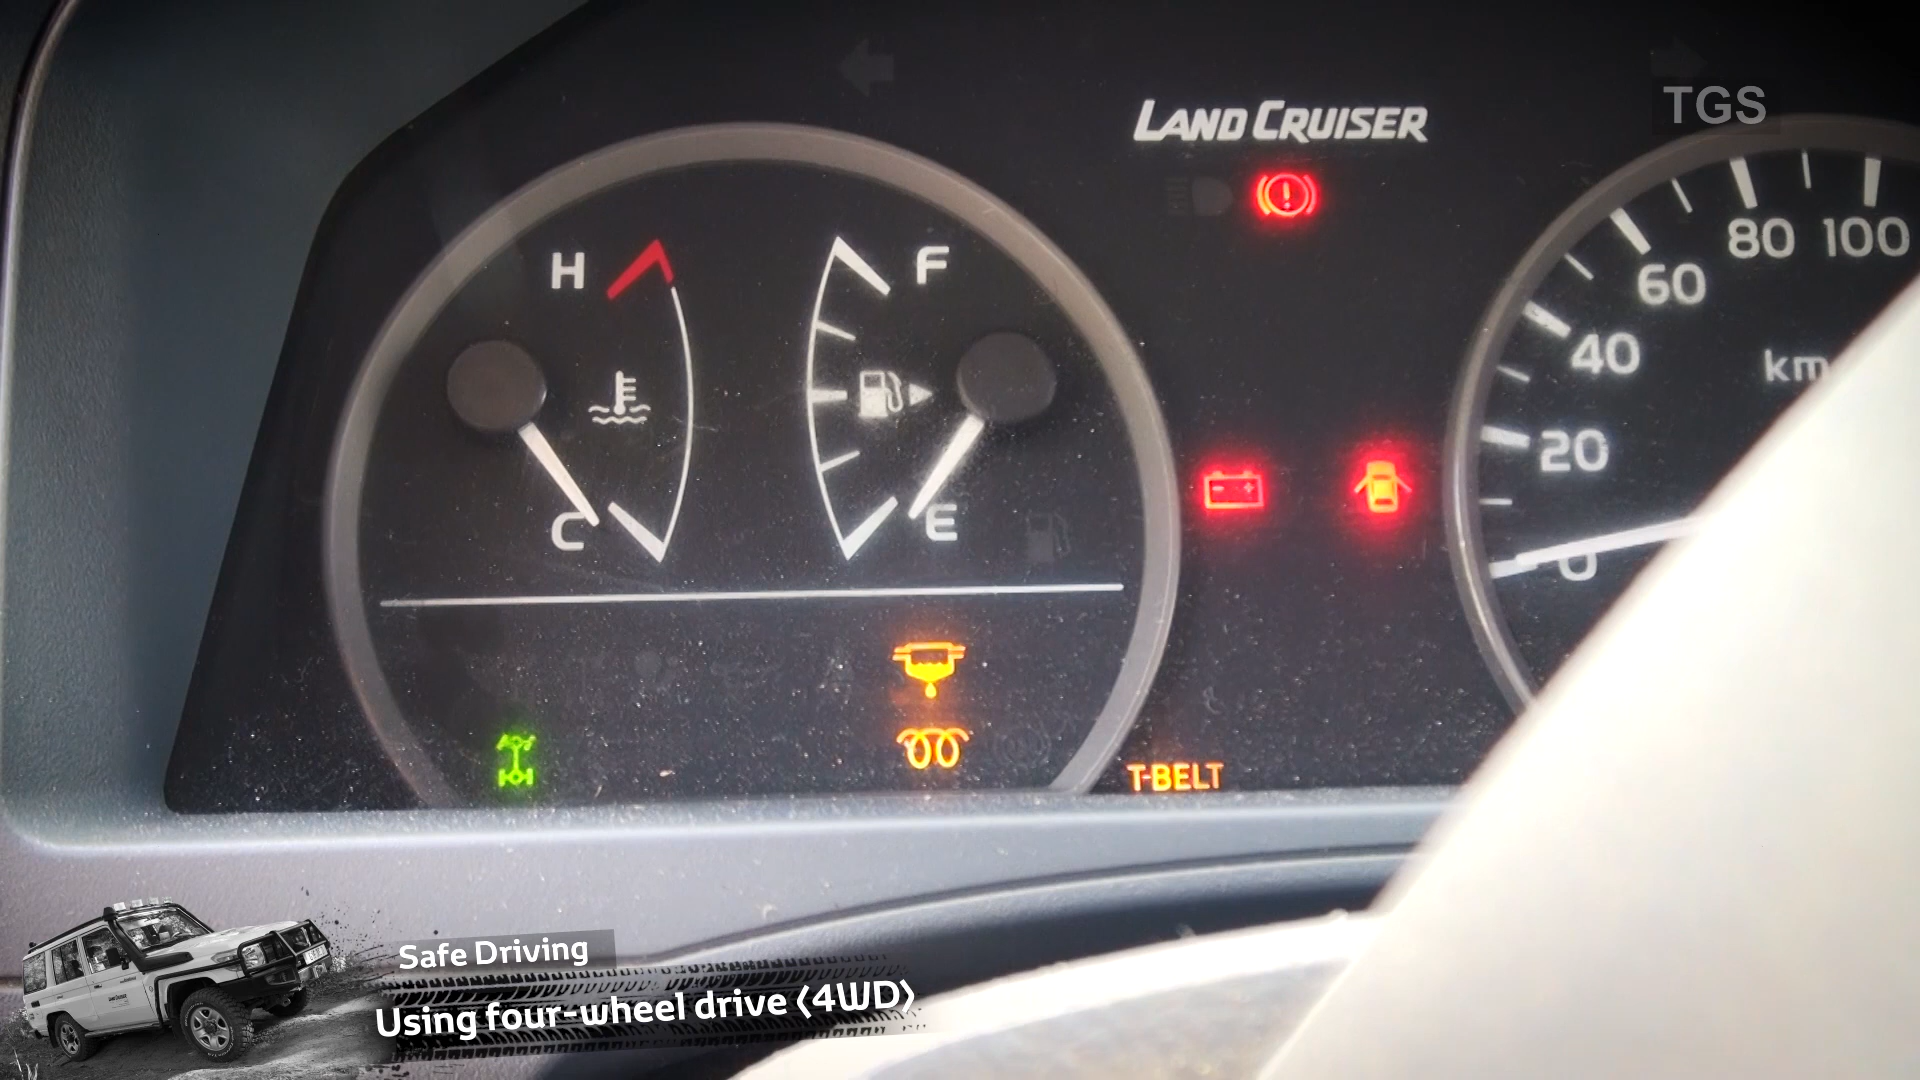 LAND CRUISER
TGS
H
F
C
E
0
20
40
60
80
100
km
T-BELT
Safe Driving
Using four-wheel drive (4WD)